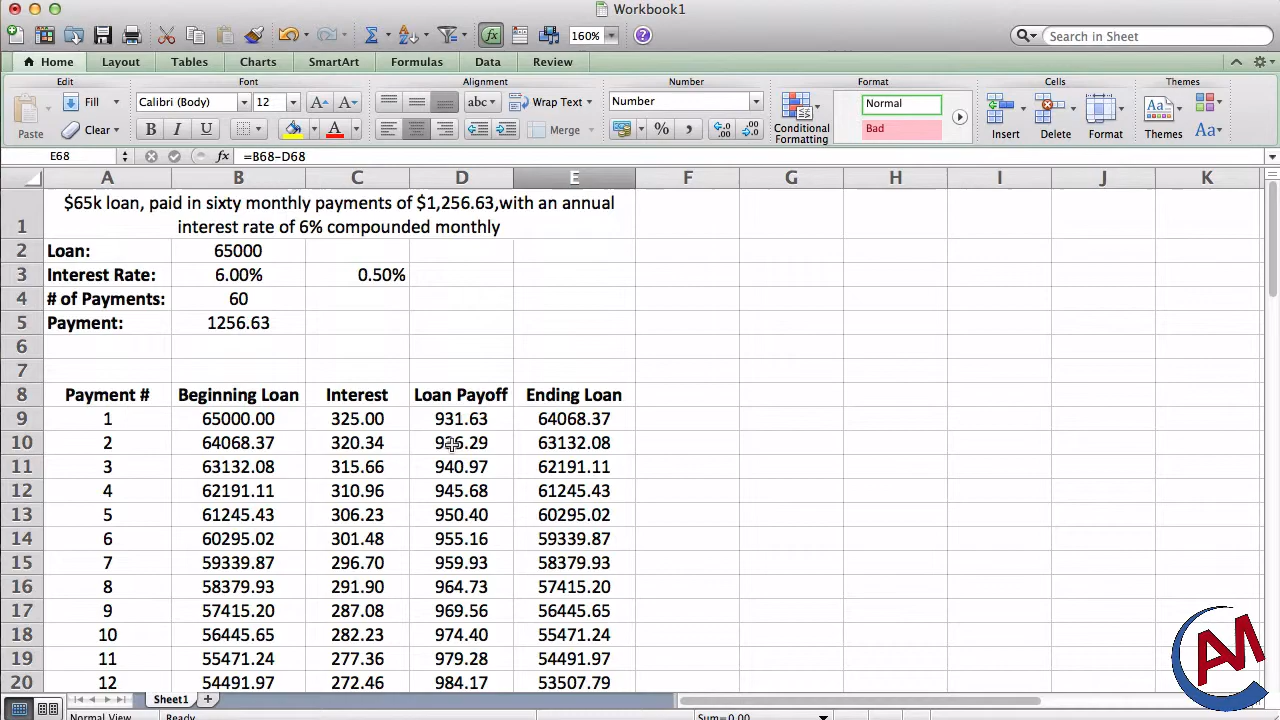 Workbook1
160%
Search in Sheet
Home Layout Tables Charts SmartArt Formulas Data Review
Edit Font Alignment Number Format Cells Themes
Paste Fill Calibri (Body) 12 A A abc Wrap Text Number Conditional Formatting Normal Insert Delete Format Themes Aa
Clear B I U A Merge % Bad
E68 fx =B68-D68
A B C D E F G H I J K
$65k loan, paid in sixty monthly payments of $1,256.63,with an annual
1 interest rate of 6% compounded monthly
2 Loan: 65000
3 Interest Rate: 6.00% 0.50%
4 # of Payments: 60
5 Payment: 1256.63
6
7
8 Payment # Beginning Loan Interest Loan Payoff Ending Loan
9 1 65000.00 325.00 931.63 64068.37
10 2 64068.37 320.34 936.29 63132.08
11 3 63132.08 315.66 940.97 62191.11
12 4 62191.11 310.96 945.68 61245.43
13 5 61245.43 306.23 950.40 60295.02
14 6 60295.02 301.48 955.16 59339.87
15 7 59339.87 296.70 959.93 58379.93
16 8 58379.93 291.90 964.73 57415.20
17 9 57415.20 287.08 969.56 56445.65
18 10 56445.65 282.23 974.40 55471.24
19 11 55471.24 277.36 979.28 54491.97
20 12 54491.97 272.46 984.17 53507.79
Sheet1
Normal View Ready Sum=0.00
AM